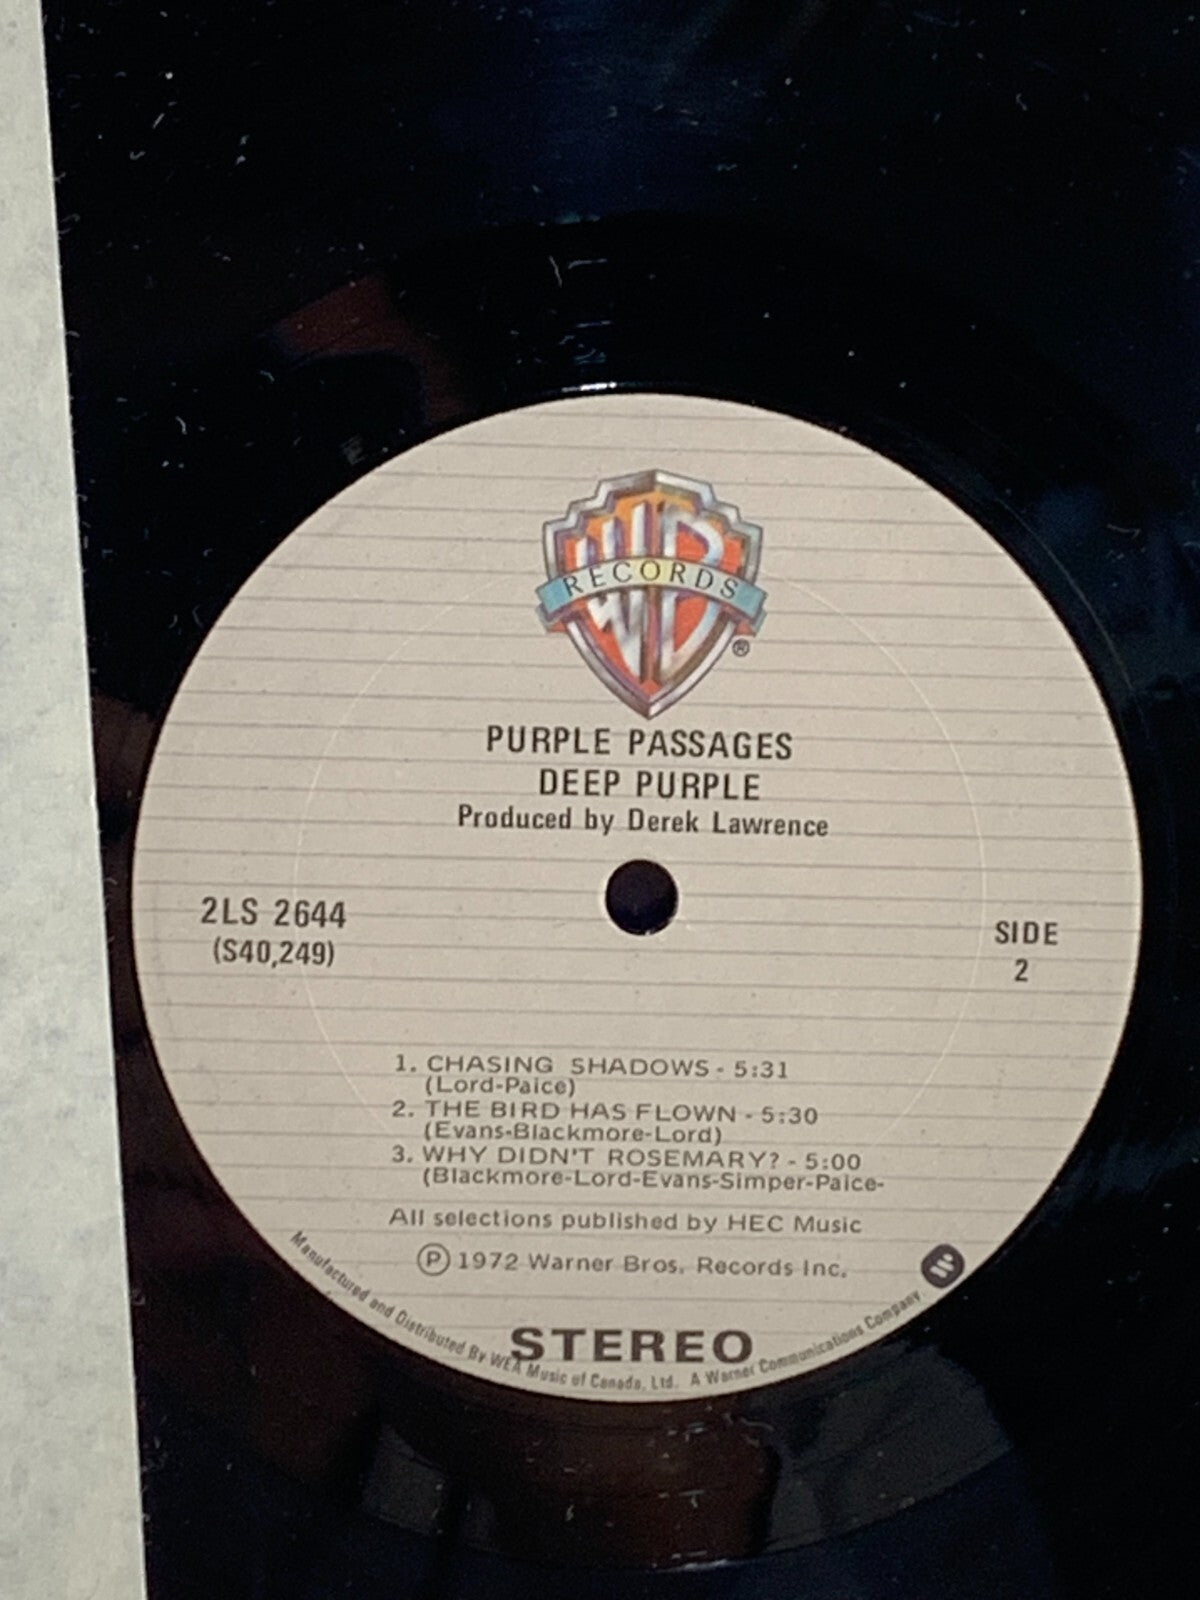 WB
RECORDS
®
PURPLE PASSAGES
DEEP PURPLE
Produced by Derek Lawrence
2LS 2644
(S40,249)
SIDE
2
1. CHASING SHADOWS - 5:31
(Lord-Paice)
2. THE BIRD HAS FLOWN - 5:30
(Evans-Blackmore-Lord)
3. WHY DIDN'T ROSEMARY? - 5:00
(Blackmore-Lord-Evans-Simper-Paice-
All selections published by HEC Music
Ⓟ 1972 Warner Bros. Records Inc.
STEREO
Manufactured and Distributed By WEA Music of Canada, Ltd. A Warner Communications Company